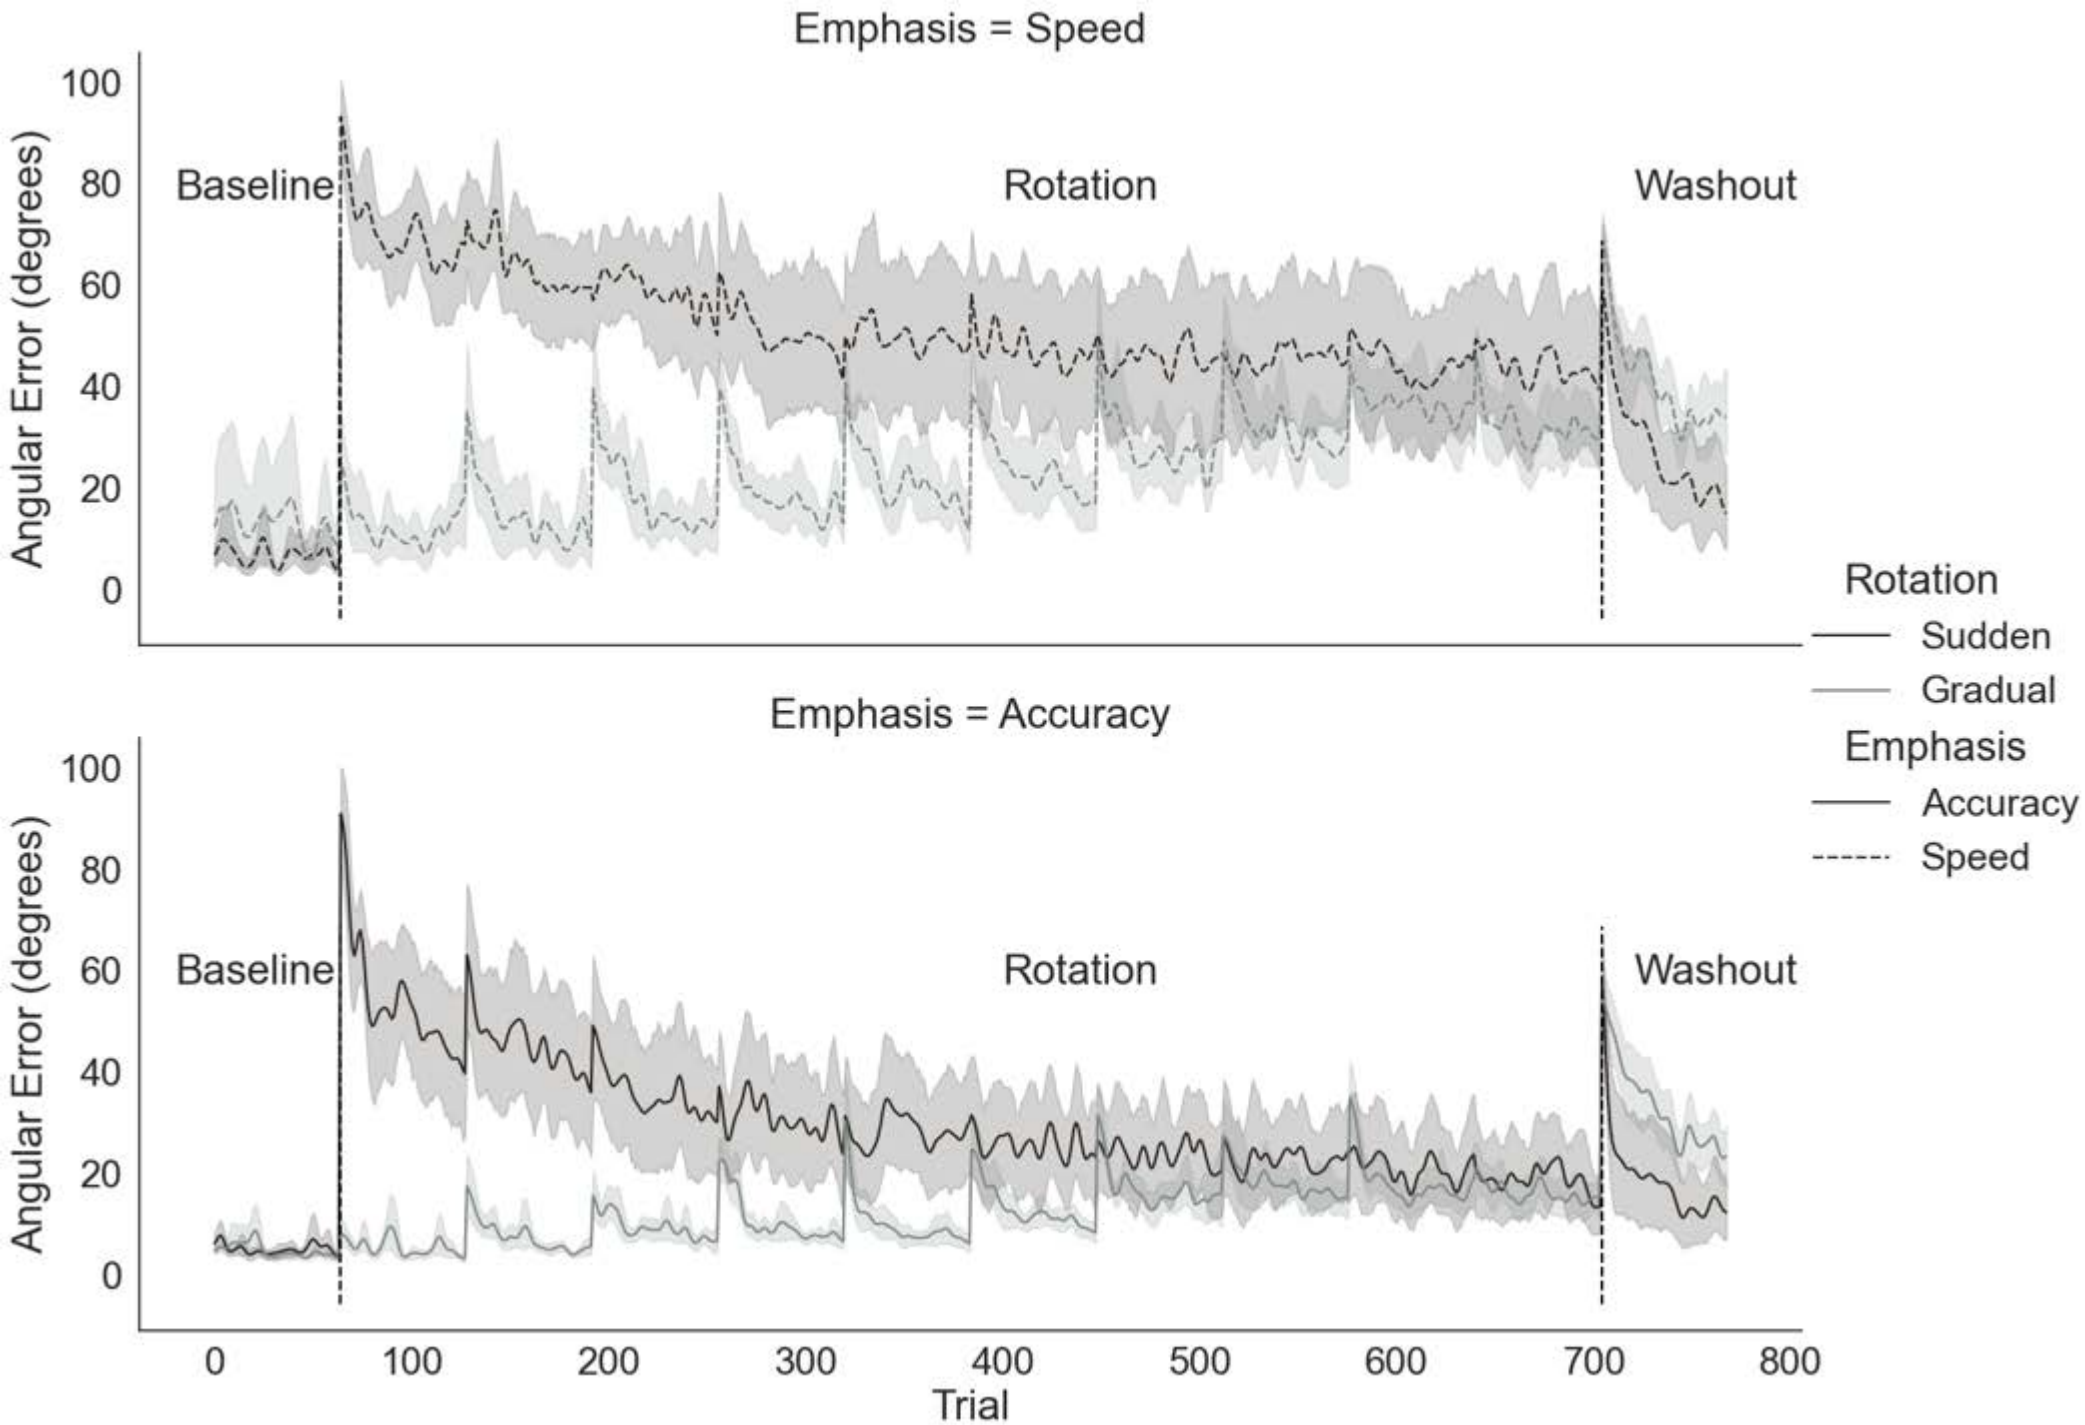 Emphasis = Speed
Angular Error (degrees)
100
80
60
40
20
0
Baseline
Rotation
Washout
Emphasis = Accuracy
Angular Error (degrees)
100
80
60
40
20
0
Baseline
Rotation
Washout
0 100 200 300 400 500 600 700 800
Trial
Rotation
Sudden
Gradual
Emphasis
Accuracy
Speed